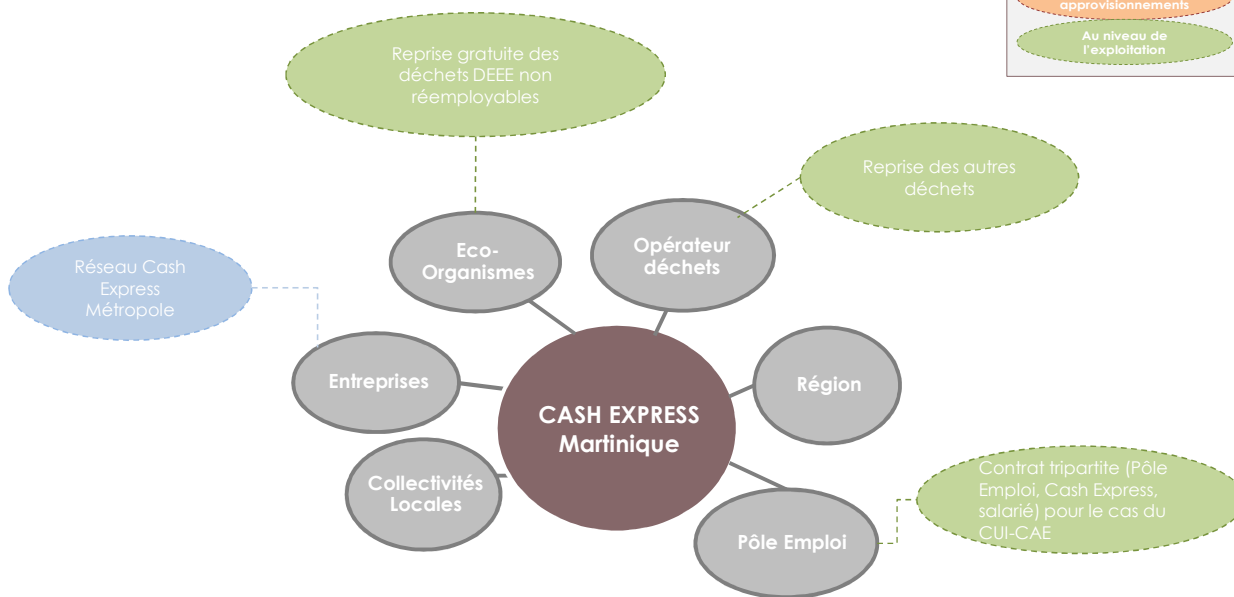 approvisionnements
Au niveau de
l'exploitation
Reprise gratuite des
déchets DEEE non
réemployables
Reprise des autres
déchets
Eco-
Organismes
Opérateur
déchets
Réseau Cash
Express
Métropole
Entreprises
Région
CASH EXPRESS
Martinique
Collectivités
Locales
Contrat tripartite (Pôle
Emploi, Cash Express,
salarié) pour le cas du
CUI-CAE
Pôle Emploi